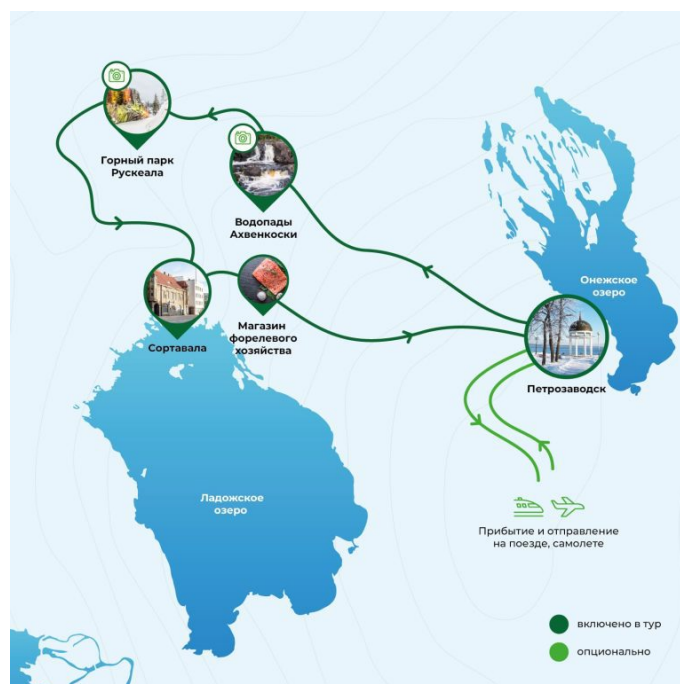 Горный парк
Рускеала
Водопады
Ахвенкоски
Онежское
озеро
Сортавала
Магазин
форелевого
хозяйства
Петрозаводск
Ладожское
озеро
Прибытие и отправление
на поезде, самолете
включено в тур
опционально